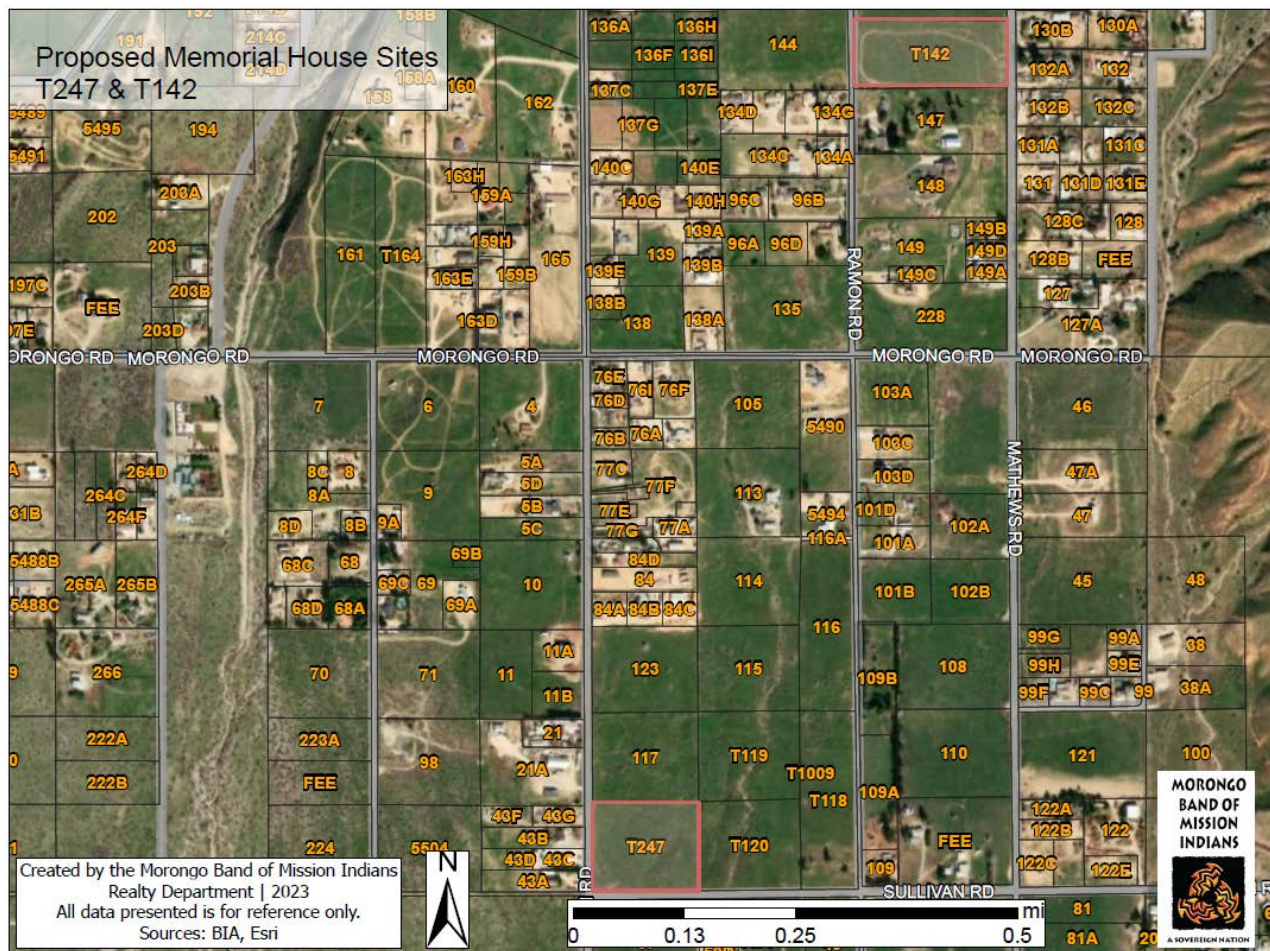 Proposed Memorial House Sites
T247 & T142
191
192
214B
214C
214D
158B
158A
158
160
162
136A
136H
136F
136I
144
T142
130B
130A
132A
132
5489
5495
194
137C
137E
134D
134G
147
132B
132C
137G
5491
140C
140E
134C
134A
131A
131C
203A
163H
159A
148
131
131D
131E
202
140G
140H
96C
96B
128C
128
203
161
T164
159H
165
139A
139
96A
96D
149
149B
149D
128B
FEE
197C
203B
163E
159B
139E
139B
149C
149A
127
FEE
138B
RAMON RD
203D
163D
138
138A
135
228
127A
MORONGO RD
MORONGO RD
MORONGO RD
MORONGO RD
7
6
4
76E
76I
76F
76D
105
103A
46
76B
76A
5490
103C
MATHEWS RD
264D
8C
8
5A
77C
47A
264C
8A
9
5D
77F
113
103D
264F
8D
8B
9A
5B
77E
5494
101D
47
31B
5C
77G
77A
116A
101A
102A
5488B
68C
68
69B
84D
265A
265B
69C
69
10
84
114
101B
102B
45
48
5488C
68D
68A
69A
84A
84B
84C
116
266
70
71
11
11A
123
115
109B
108
99G
99A
38
11B
99H
99E
99F
99C
99
38A
222A
223A
98
21
117
T119
110
121
100
222B
FEE
21A
T1009
109A
T118
43F
43G
122A
224
5504
43B
T247
T120
FEE
122B
122
43D
43C
109
122C
122E
43A
SULLIVAN RD
81
81A
Created by the Morongo Band of Mission Indians
Realty Department | 2023
All data presented is for reference only.
Sources: BIA, Esri
N
mi
0 0.13 0.25 0.5
MORONGO
BAND OF
MISSION
INDIANS
A SOVEREIGN NATION